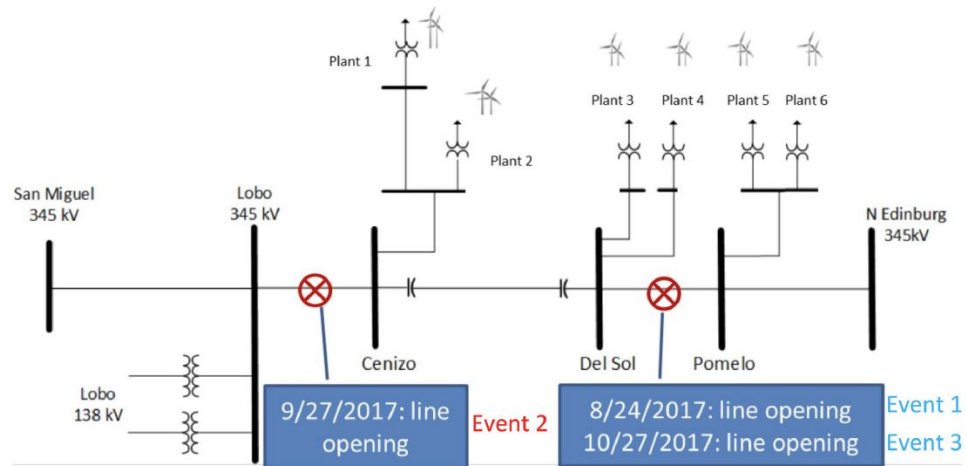 Plant 1
Plant 2
Plant 3
Plant 4
Plant 5
Plant 6
San Miguel
345 kV
Lobo
345 kV
N Edinburg
345kV
Cenizo
Del Sol
Pomelo
Lobo
138 kV
9/27/2017: line
opening
Event 2
8/24/2017: line opening
10/27/2017: line opening
Event 1
Event 3